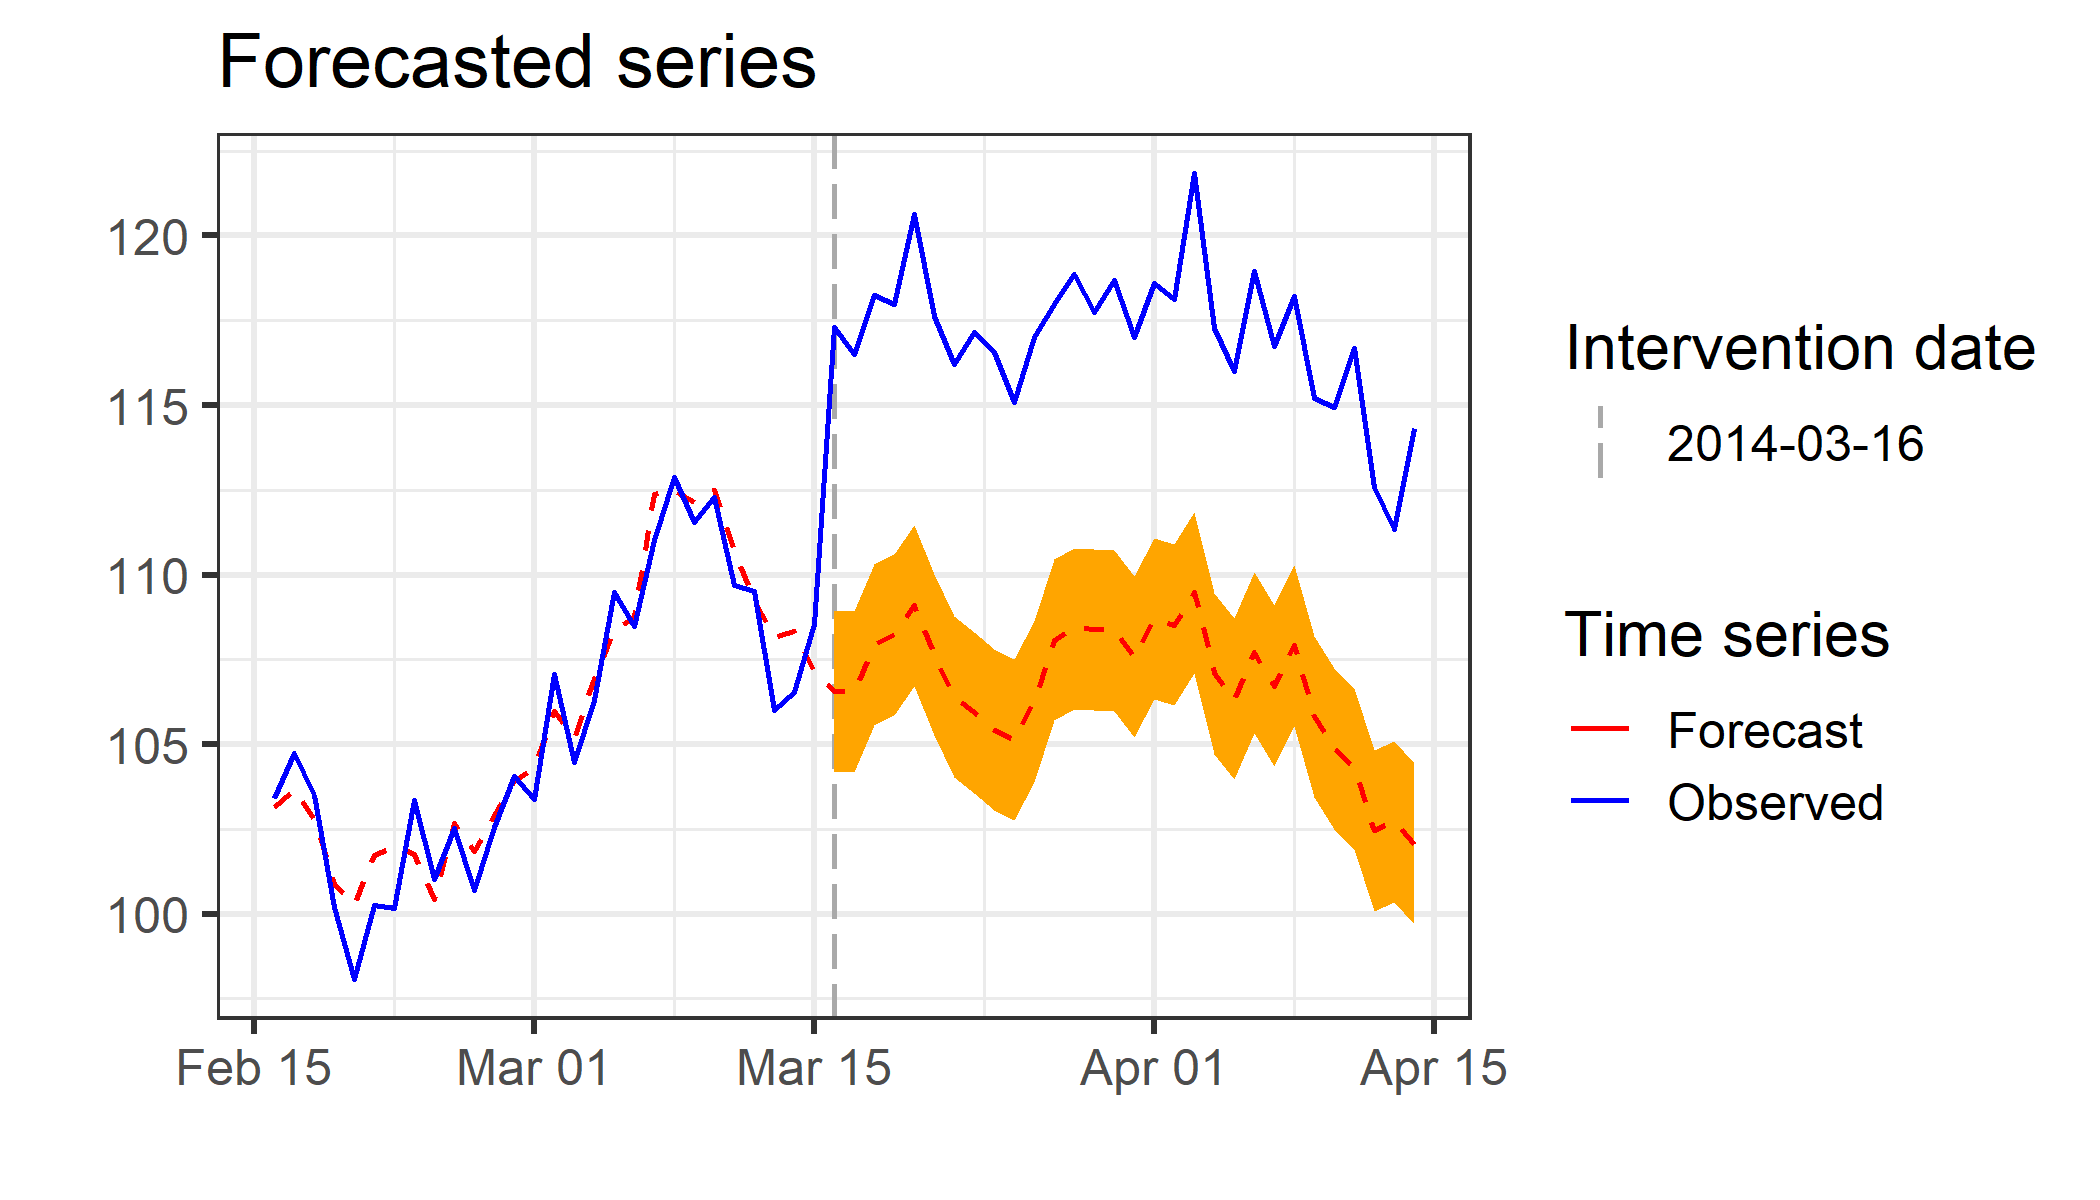 Forecasted series
120
115
110
105
100
Feb 15
Mar 01
Mar 15
Apr 01
Apr 15
Intervention date
2014-03-16
Time series
Forecast
Observed